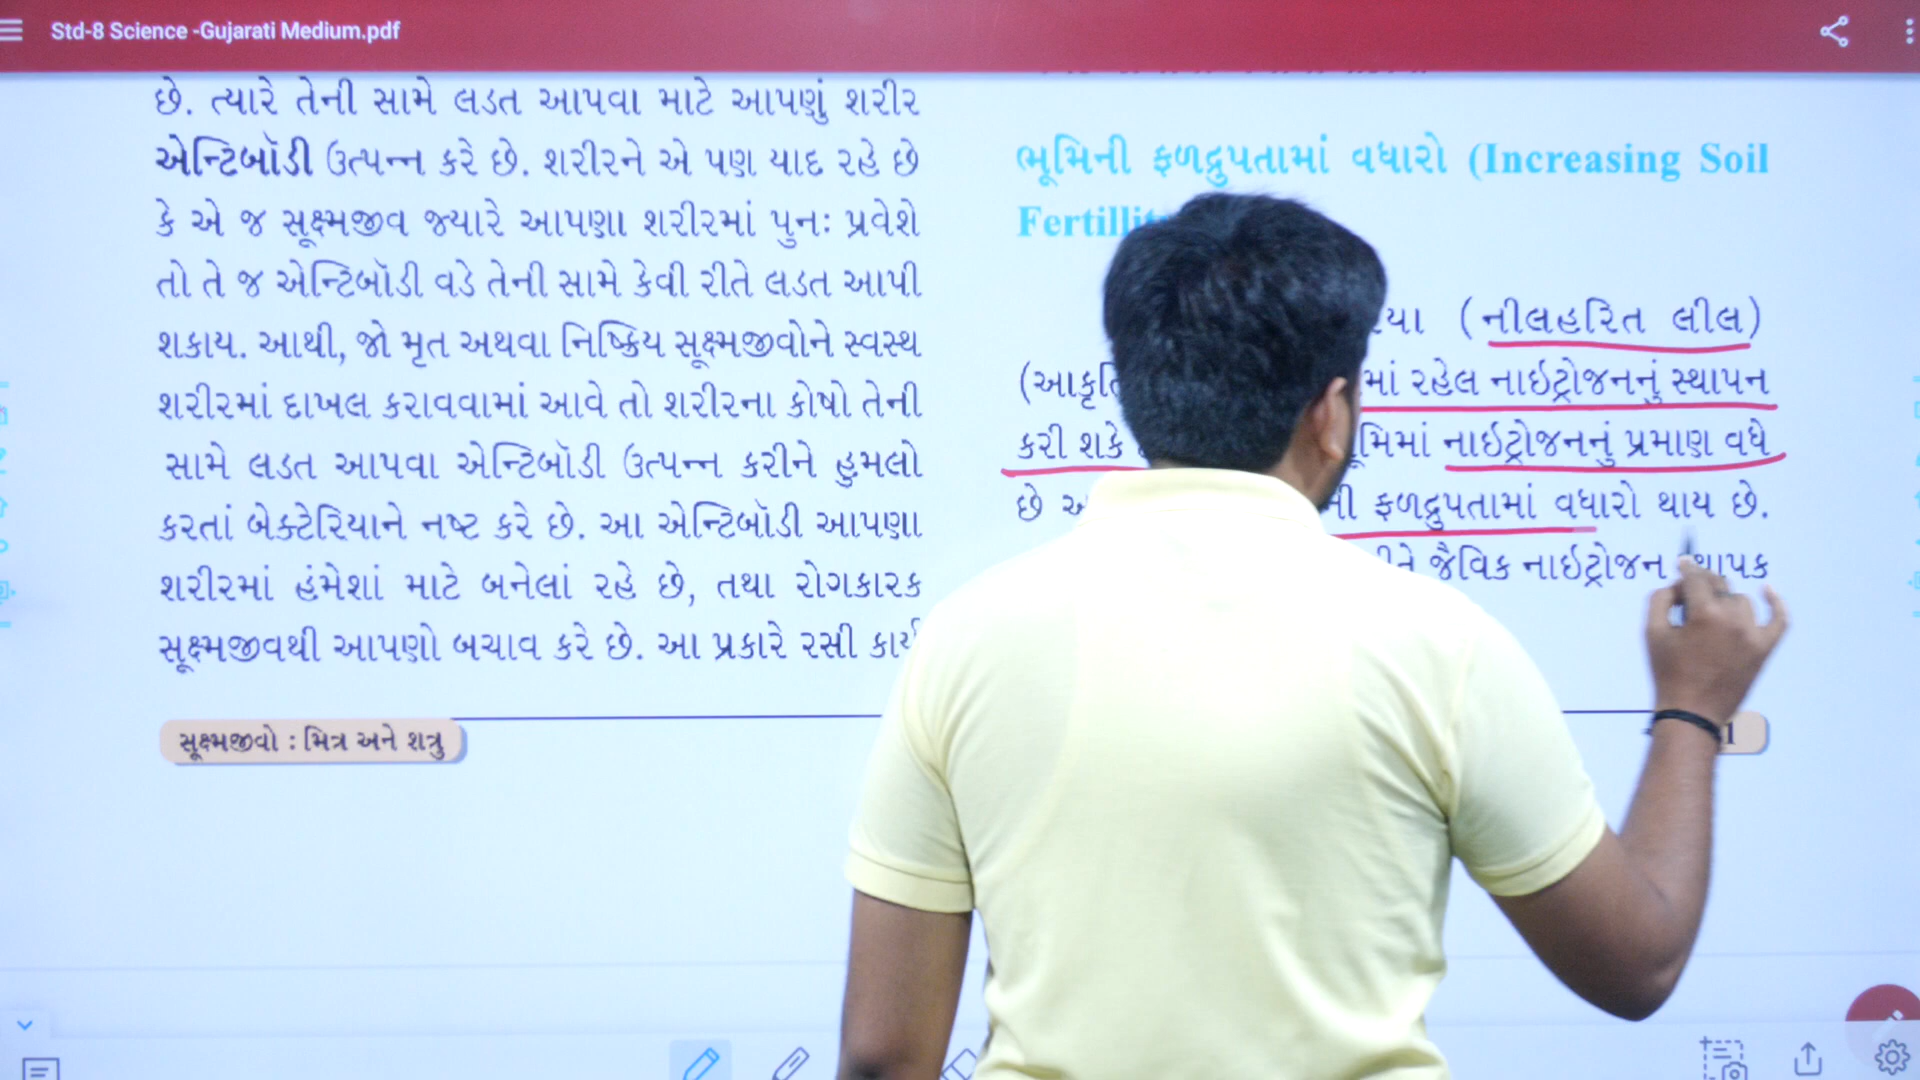 Std-8 Science -Gujarati Medium.pdf
છે. ત્યારે તેની સામે લડત આપવા માટે આપણું શરીર
એન્ટિબૉડી ઉત્પન્ન કરે છે. શરીરને એ પણ યાદ રહે છે
કે એ જ સૂક્ષ્મજીવ જ્યારે આપણા શરીરમાં પુનઃ પ્રવેશે
તો તે જ એન્ટિબૉડી વડે તેની સામે કેવી રીતે લડત આપી
શકાય. આથી, જો મૃત અથવા નિષ્ક્રિય સૂક્ષ્મજીવોને સ્વસ્થ
શરીરમાં દાખલ કરાવવામાં આવે તો શરીરના કોષો તેની
સામે લડત આપવા એન્ટિબૉડી ઉત્પન્ન કરીને હુમલો
કરતાં બેક્ટેરિયાને નષ્ટ કરે છે. આ એન્ટિબૉડી આપણા
શરીરમાં હંમેશાં માટે બનેલાં રહે છે, તથા રોગકારક
સૂક્ષ્મજીવથી આપણો બચાવ કરે છે. આ પ્રકારે રસી કાર્ય
સૂક્ષ્મજીવો : મિત્ર અને શત્રુ
ભૂમિની ફળદ્રુપતામાં વધારો (Increasing Soil
(નીલહરિત લીલ)
રહેલ નાઇટ્રોજનનું સ્થાપન
કરી શકે નાઇટ્રોજનનું પ્રમાણ વધે
છે ફળદ્રુપતામાં વધારો થાય છે.
જૈવિક નાઇટ્રોજન સ્થાપક